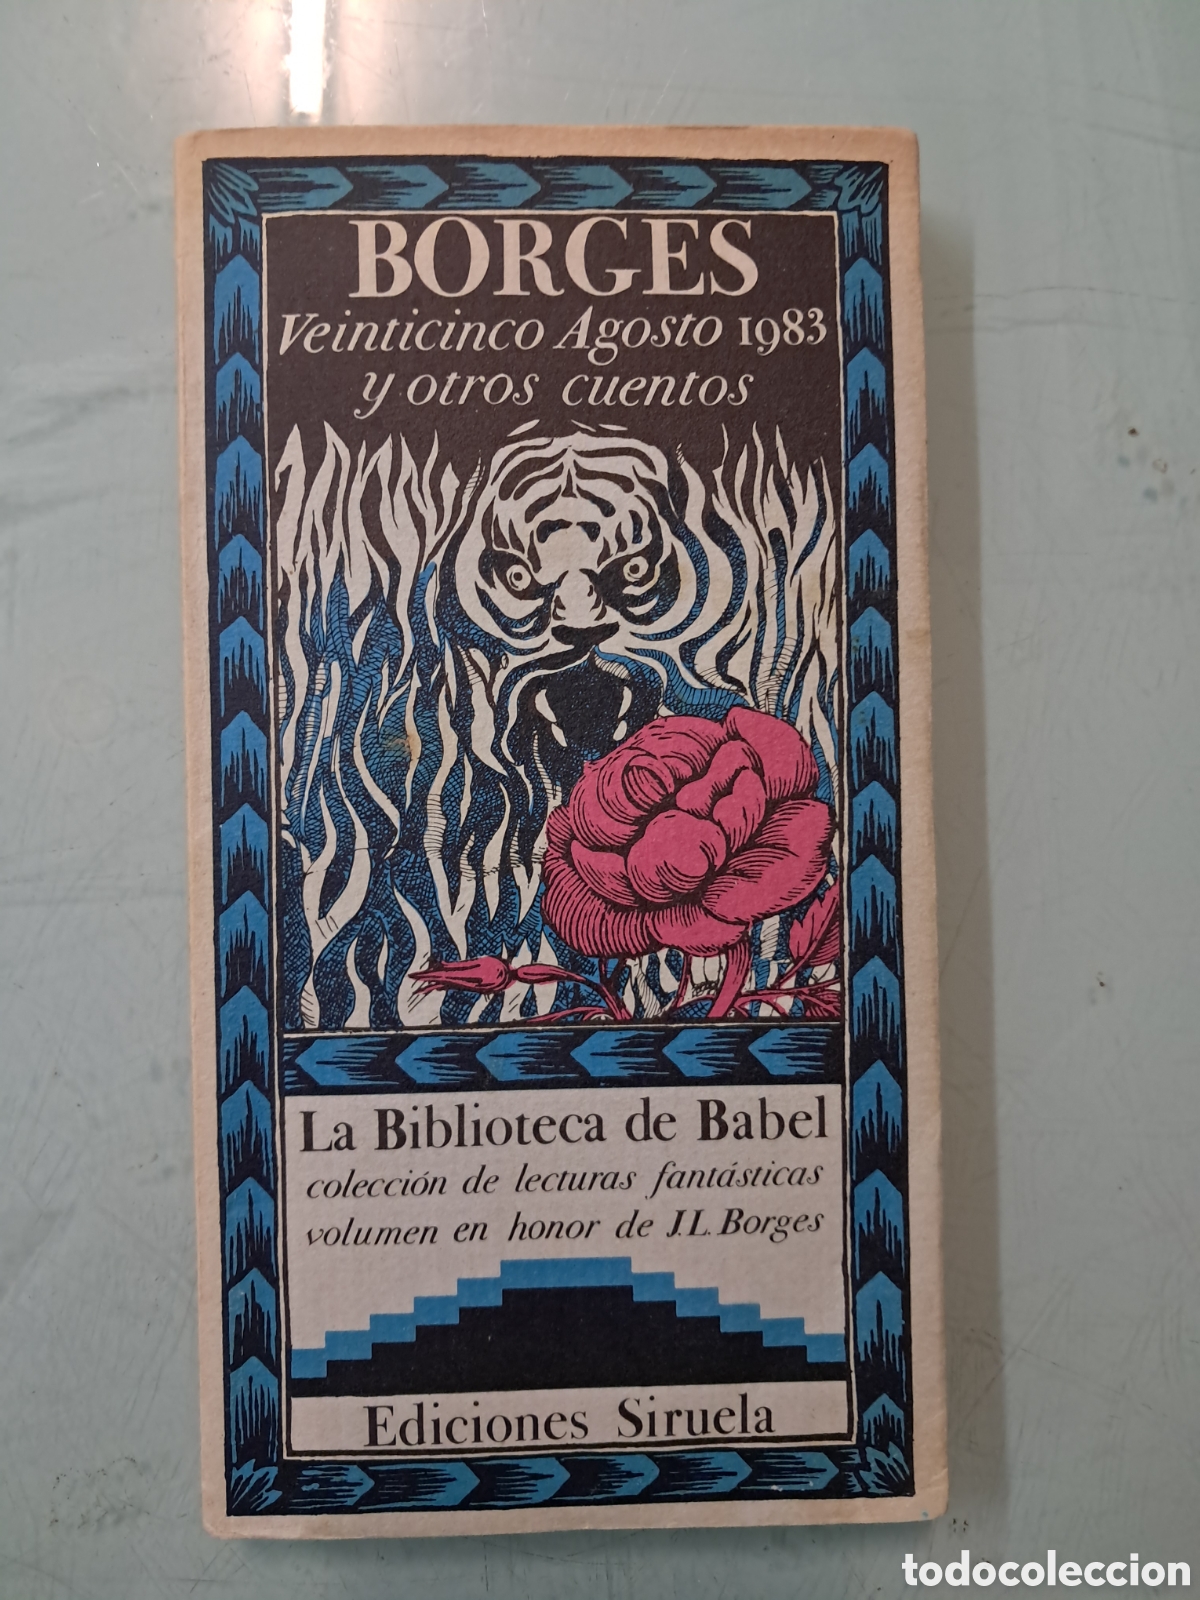 BORGES
Veinticinco Agosto 1983
y otros cuentos
La Biblioteca de Babel
colección de lecturas fantásticas
volumen en honor de J.L. Borges
Ediciones Siruela
todocoleccion